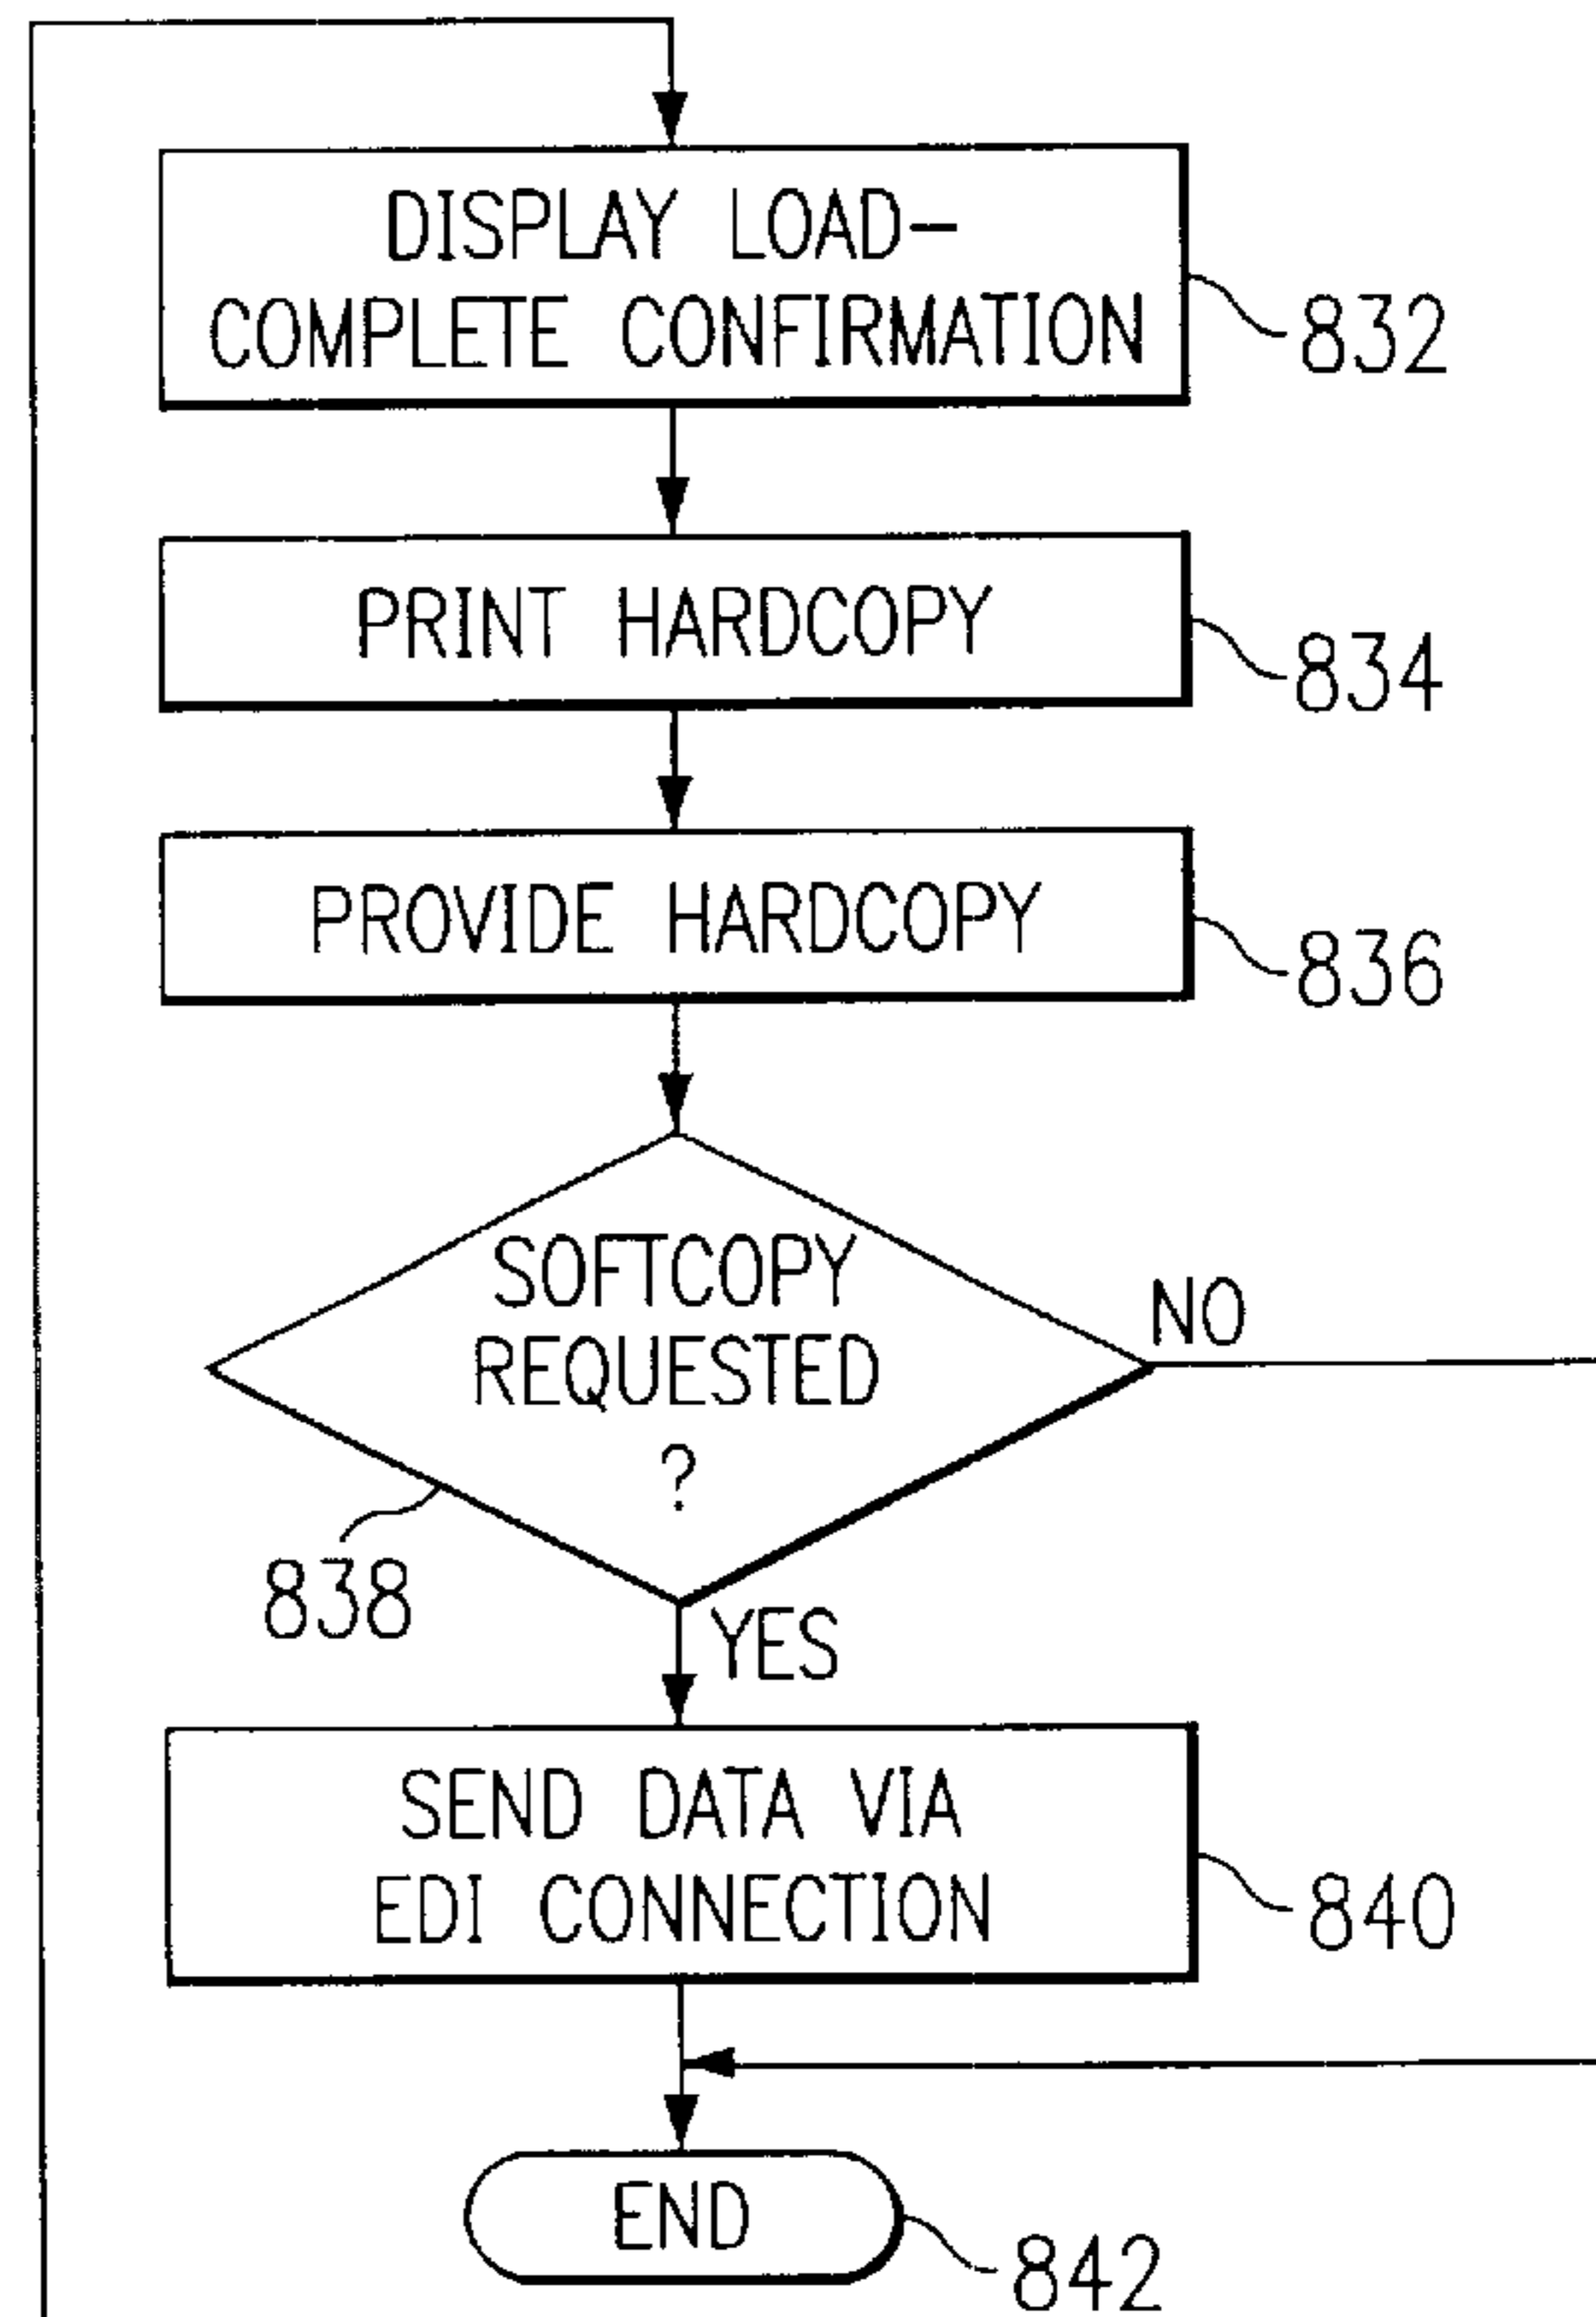 DISPLAY LOAD-
COMPLETE CONFIRMATION
832
PRINT HARDCOPY
834
PROVIDE HARDCOPY
836
SOFTCOPY
REQUESTED
?
NO
838
YES
SEND DATA VIA
EDI CONNECTION
840
END
842